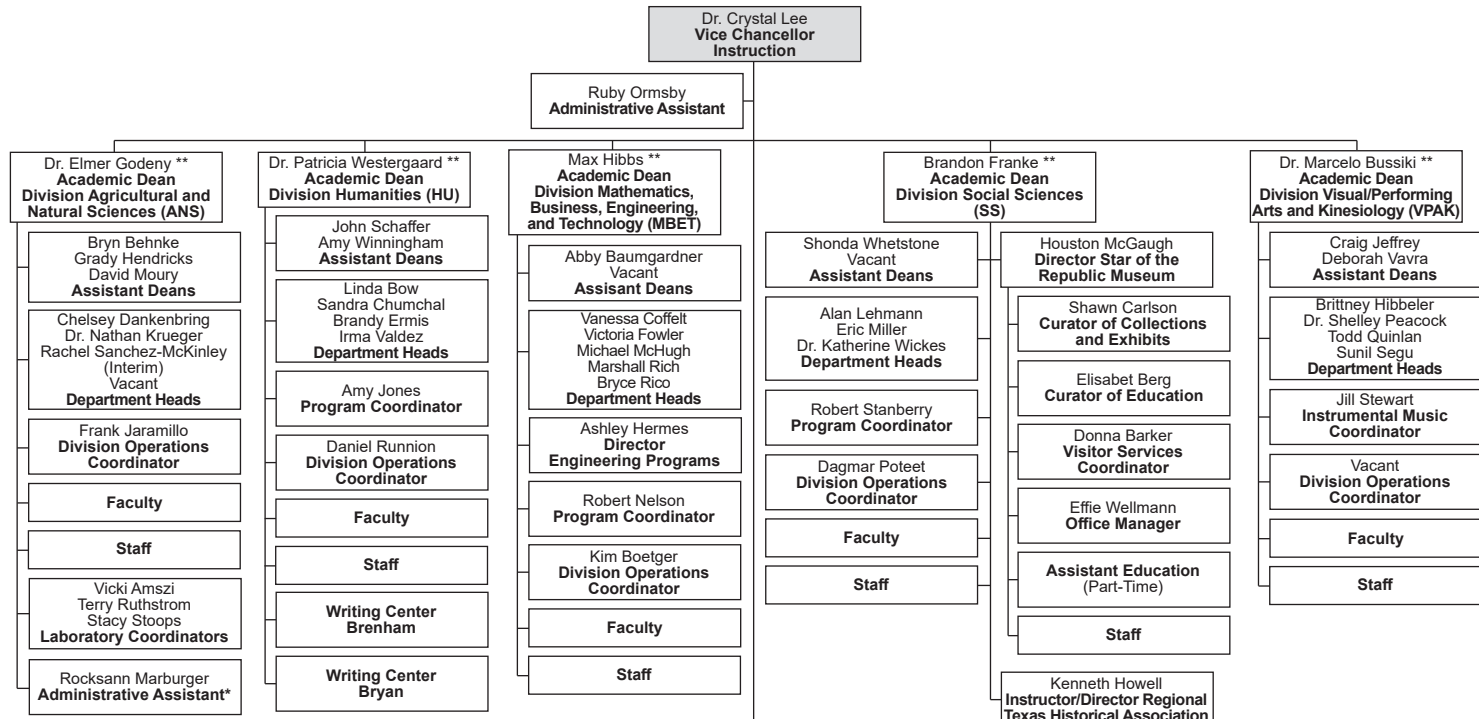 Dr. Crystal Lee
Vice Chancellor
Instruction
Ruby Ormsby
Administrative Assistant
Dr. Elmer Godeny **
Academic Dean
Division Agricultural and
Natural Sciences (ANS)
Bryn Behnke
Grady Hendricks
David Moury
Assistant Deans
Chelsey Dankenbring
Dr. Nathan Krueger
Rachel Sanchez-McKinley
(Interim)
Vacant
Department Heads
Frank Jaramillo
Division Operations
Coordinator
Faculty
Staff
Vicki Amszi
Terry Ruthstrom
Stacy Stoops
Laboratory Coordinators
Rocksann Marburger
Administrative Assistant*
Dr. Patricia Westergaard **
Academic Dean
Division Humanities (HU)
John Schaffer
Amy Winningham
Assistant Deans
Linda Bow
Sandra Chumchal
Brandy Ermis
Irma Valdez
Department Heads
Amy Jones
Program Coordinator
Daniel Runnion
Division Operations
Coordinator
Faculty
Staff
Writing Center
Brenham
Writing Center
Bryan
Max Hibbs **
Academic Dean
Division Mathematics,
Business, Engineering,
and Technology (MBET)
Abby Baumgardner
Vacant
Assisant Deans
Vanessa Coffelt
Victoria Fowler
Michael McHugh
Marshall Rich
Bryce Rico
Department Heads
Ashley Hermes
Director
Engineering Programs
Robert Nelson
Program Coordinator
Kim Boetger
Division Operations
Coordinator
Faculty
Staff
Brandon Franke **
Academic Dean
Division Social Sciences
(SS)
Shonda Whetstone
Vacant
Assistant Deans
Alan Lehmann
Eric Miller
Dr. Katherine Wickes
Department Heads
Robert Stanberry
Program Coordinator
Dagmar Poteet
Division Operations
Coordinator
Faculty
Staff
Houston McGaugh
Director Star of the
Republic Museum
Shawn Carlson
Curator of Collections
and Exhibits
Elisabet Berg
Curator of Education
Donna Barker
Visitor Services
Coordinator
Effie Wellmann
Office Manager
Assistant Education
(Part-Time)
Staff
Kenneth Howell
Instructor/Director Regional
Texas Historical Association
Dr. Marcelo Bussiki **
Academic Dean
Division Visual/Performing
Arts and Kinesiology (VPAK)
Craig Jeffrey
Deborah Vavra
Assistant Deans
Brittney Hibbeler
Dr. Shelley Peacock
Todd Quinlan
Sunil Segu
Department Heads
Jill Stewart
Instrumental Music
Coordinator
Vacant
Division Operations
Coordinator
Faculty
Staff